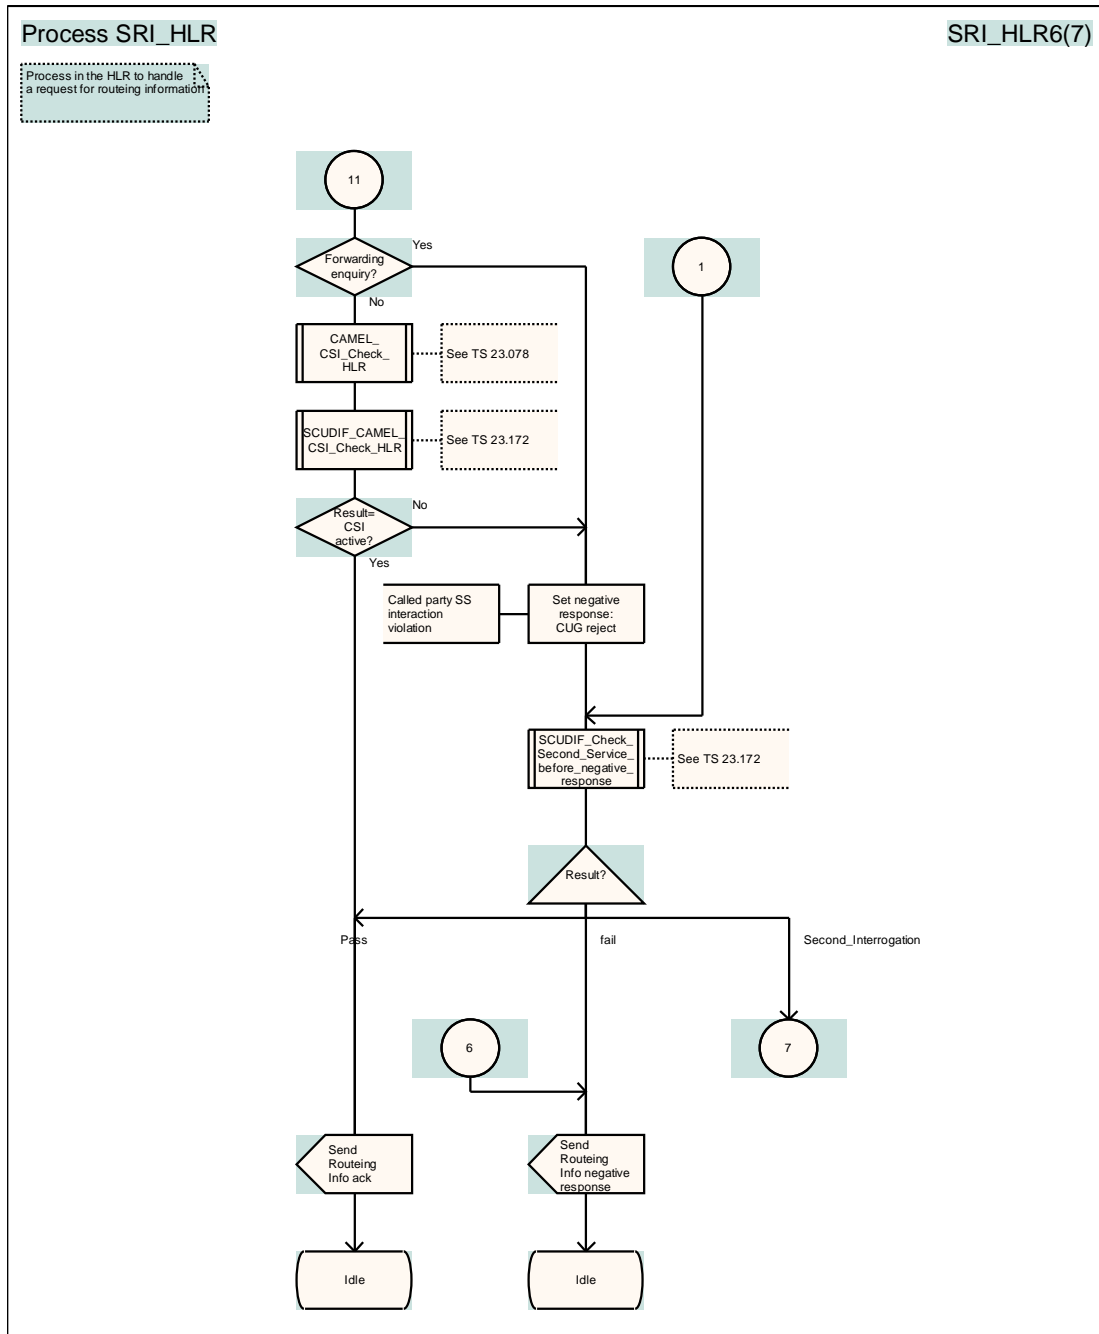 Process SRI_HLR
SRI_HLR6(7)
Process in the HLR to handle
a request for routeing information
11
Yes
Forwarding
enquiry?
1
No
CAMEL_
CSI_Check_
HLR
See TS 23.078
SCUDIF_CAMEL_
CSI_Check_HLR
See TS 23.172
No
Result=
CSI
active?
Yes
Called party SS
interaction
violation
Set negative
response:
CUG reject
SCUDIF_Check_
Second_Service_
before_negative_
response
See TS 23.172
Result?
Pass
fail
Second_Interrogation
6
7
Send
Routeing
Info ack
Send
Routeing
Info negative
response
Idle
Idle